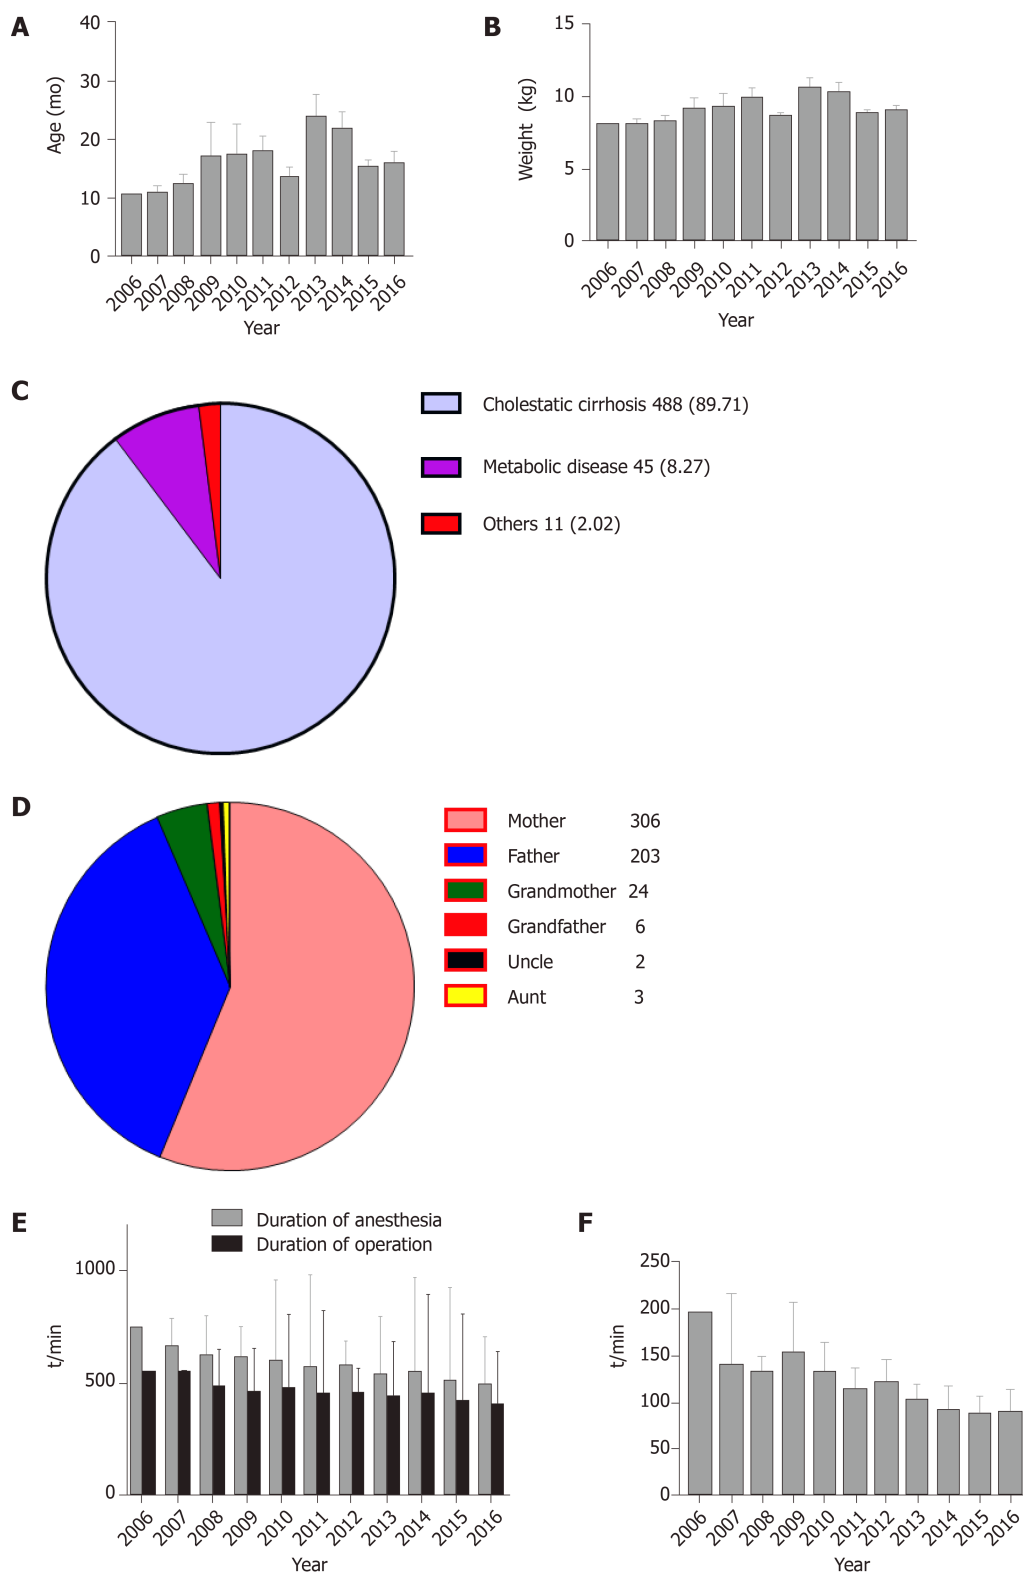 A
40
30
20
10
0
Age (mo)
2006 2007 2008 2009 2010 2011 2012 2013 2014 2015 2016
Year
B
15
10
5
0
Weight (kg)
2006 2007 2008 2009 2010 2011 2012 2013 2014 2015 2016
Year
C
Cholestatic cirrhosis 488 (89.71)
Metabolic disease 45 (8.27)
Others 11 (2.02)
D
Mother 306
Father 203
Grandmother 24
Grandfather 6
Uncle 2
Aunt 3
E
Duration of anesthesia
Duration of operation
1000
500
0
t/min
2006 2007 2008 2009 2010 2011 2012 2013 2014 2015 2016
Year
F
250
200
150
100
50
0
t/min
2006 2007 2008 2009 2010 2011 2012 2013 2014 2015 2016
Year